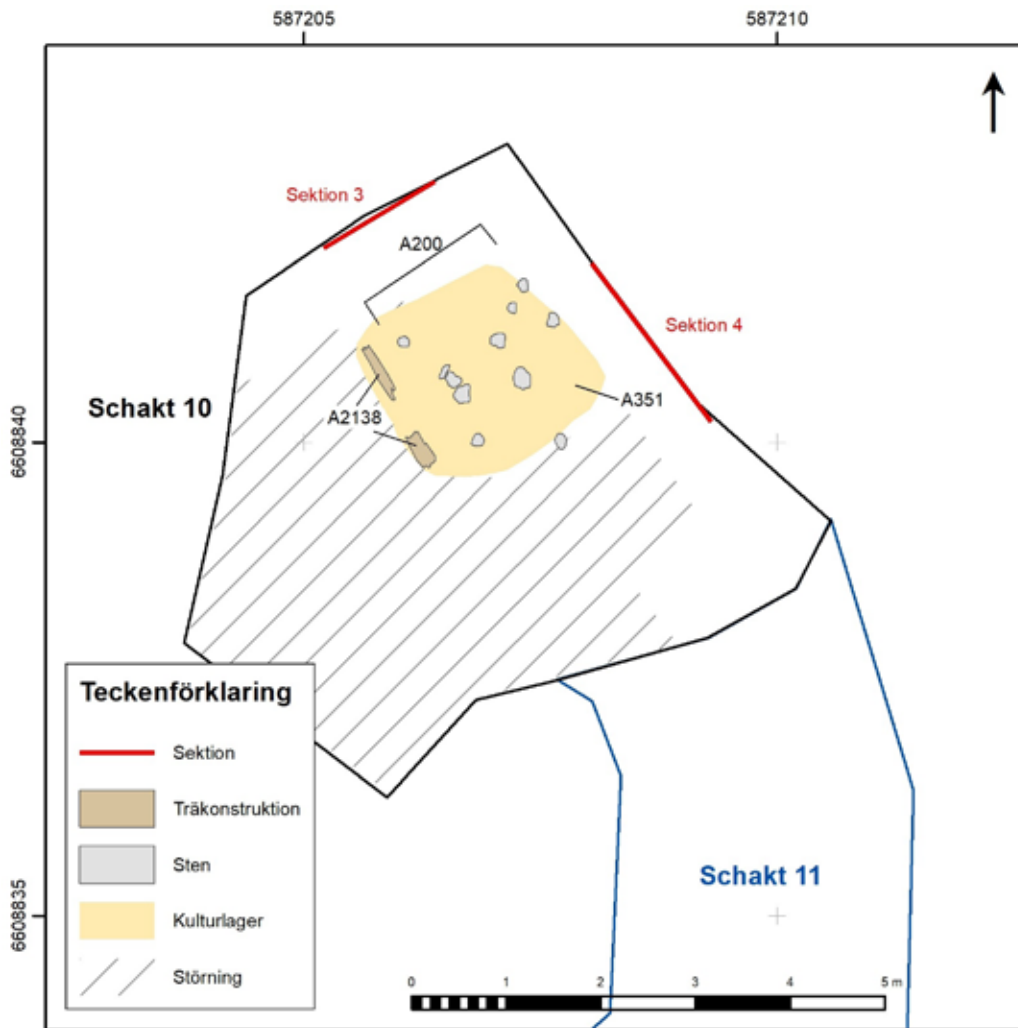 587205
587210
Sektion 3
A200
Sektion 4
A351
Schakt 10
A2138
6608840
Teckenförklaring
Sektion
Träkonstruktion
Sten
Kulturlager
Störning
Schakt 11
6608835
0 1 2 3 4 5 m